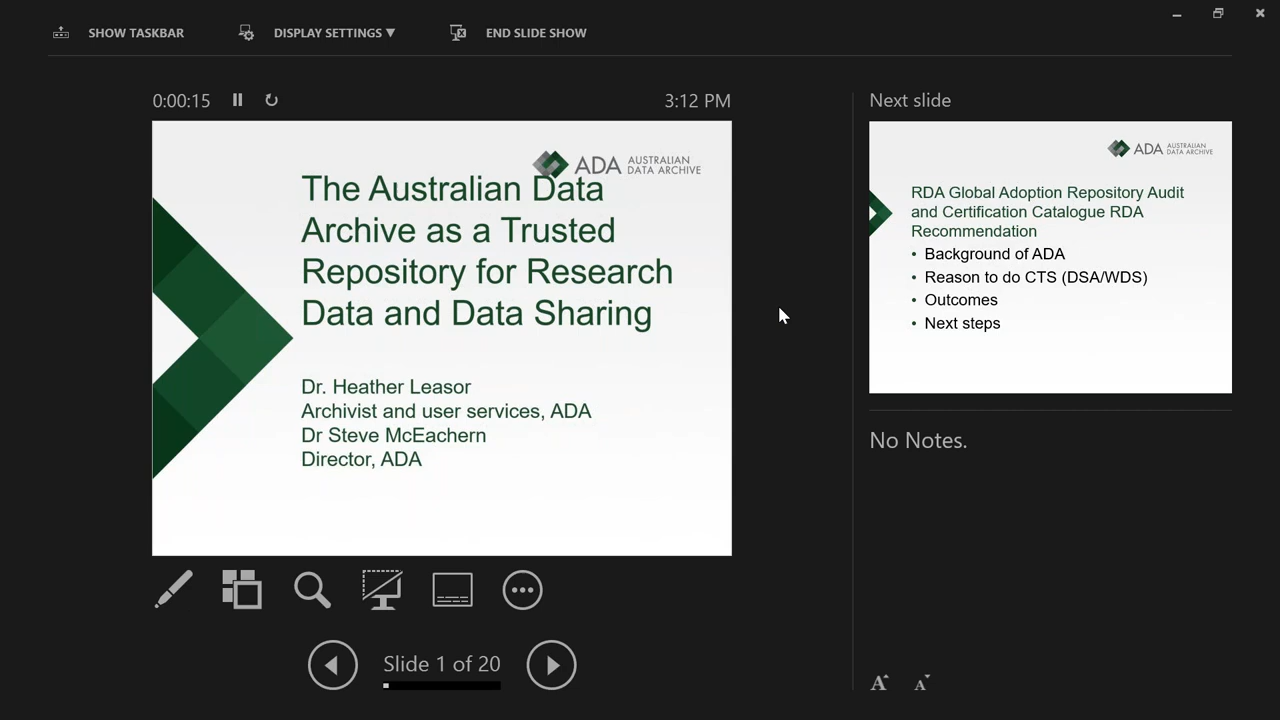 SHOW TASKBAR
DISPLAY SETTINGS ▼
END SLIDE SHOW
0:00:15
3:12 PM
ADA AUSTRALIAN
DATA ARCHIVE
The Australian Data
Archive as a Trusted
Repository for Research
Data and Data Sharing
Dr. Heather Leasor
Archivist and user services, ADA
Dr Steve McEachern
Director, ADA
Slide 1 of 20
Next slide
ADA AUSTRALIAN
DATA ARCHIVE
RDA Global Adoption Repository Audit
and Certification Catalogue RDA
Recommendation
• Background of ADA
• Reason to do CTS (DSA/WDS)
• Outcomes
• Next steps
No Notes.
A A